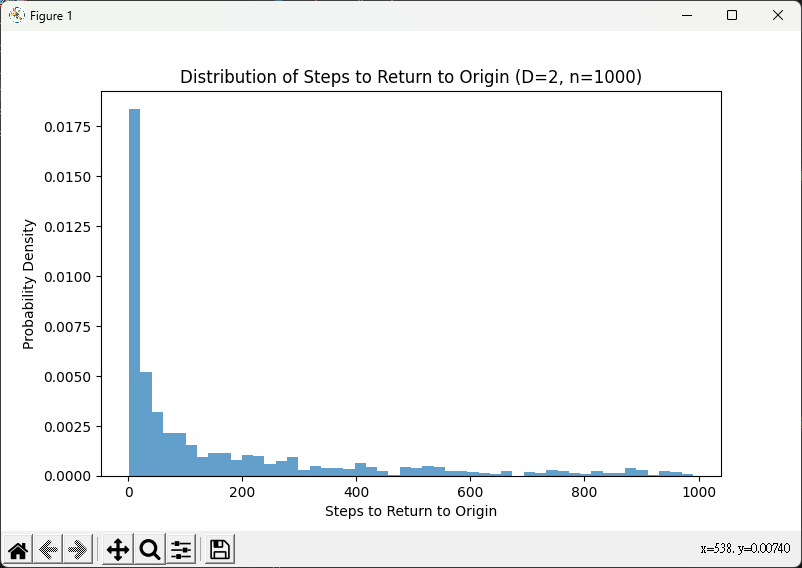 Figure 1
Distribution of Steps to Return to Origin (D=2, n=1000)
Probability Density
0.0175
0.0150
0.0125
0.0100
0.0075
0.0050
0.0025
0.0000
0 200 400 600 800 1000
Steps to Return to Origin
x=538. y=0.00740